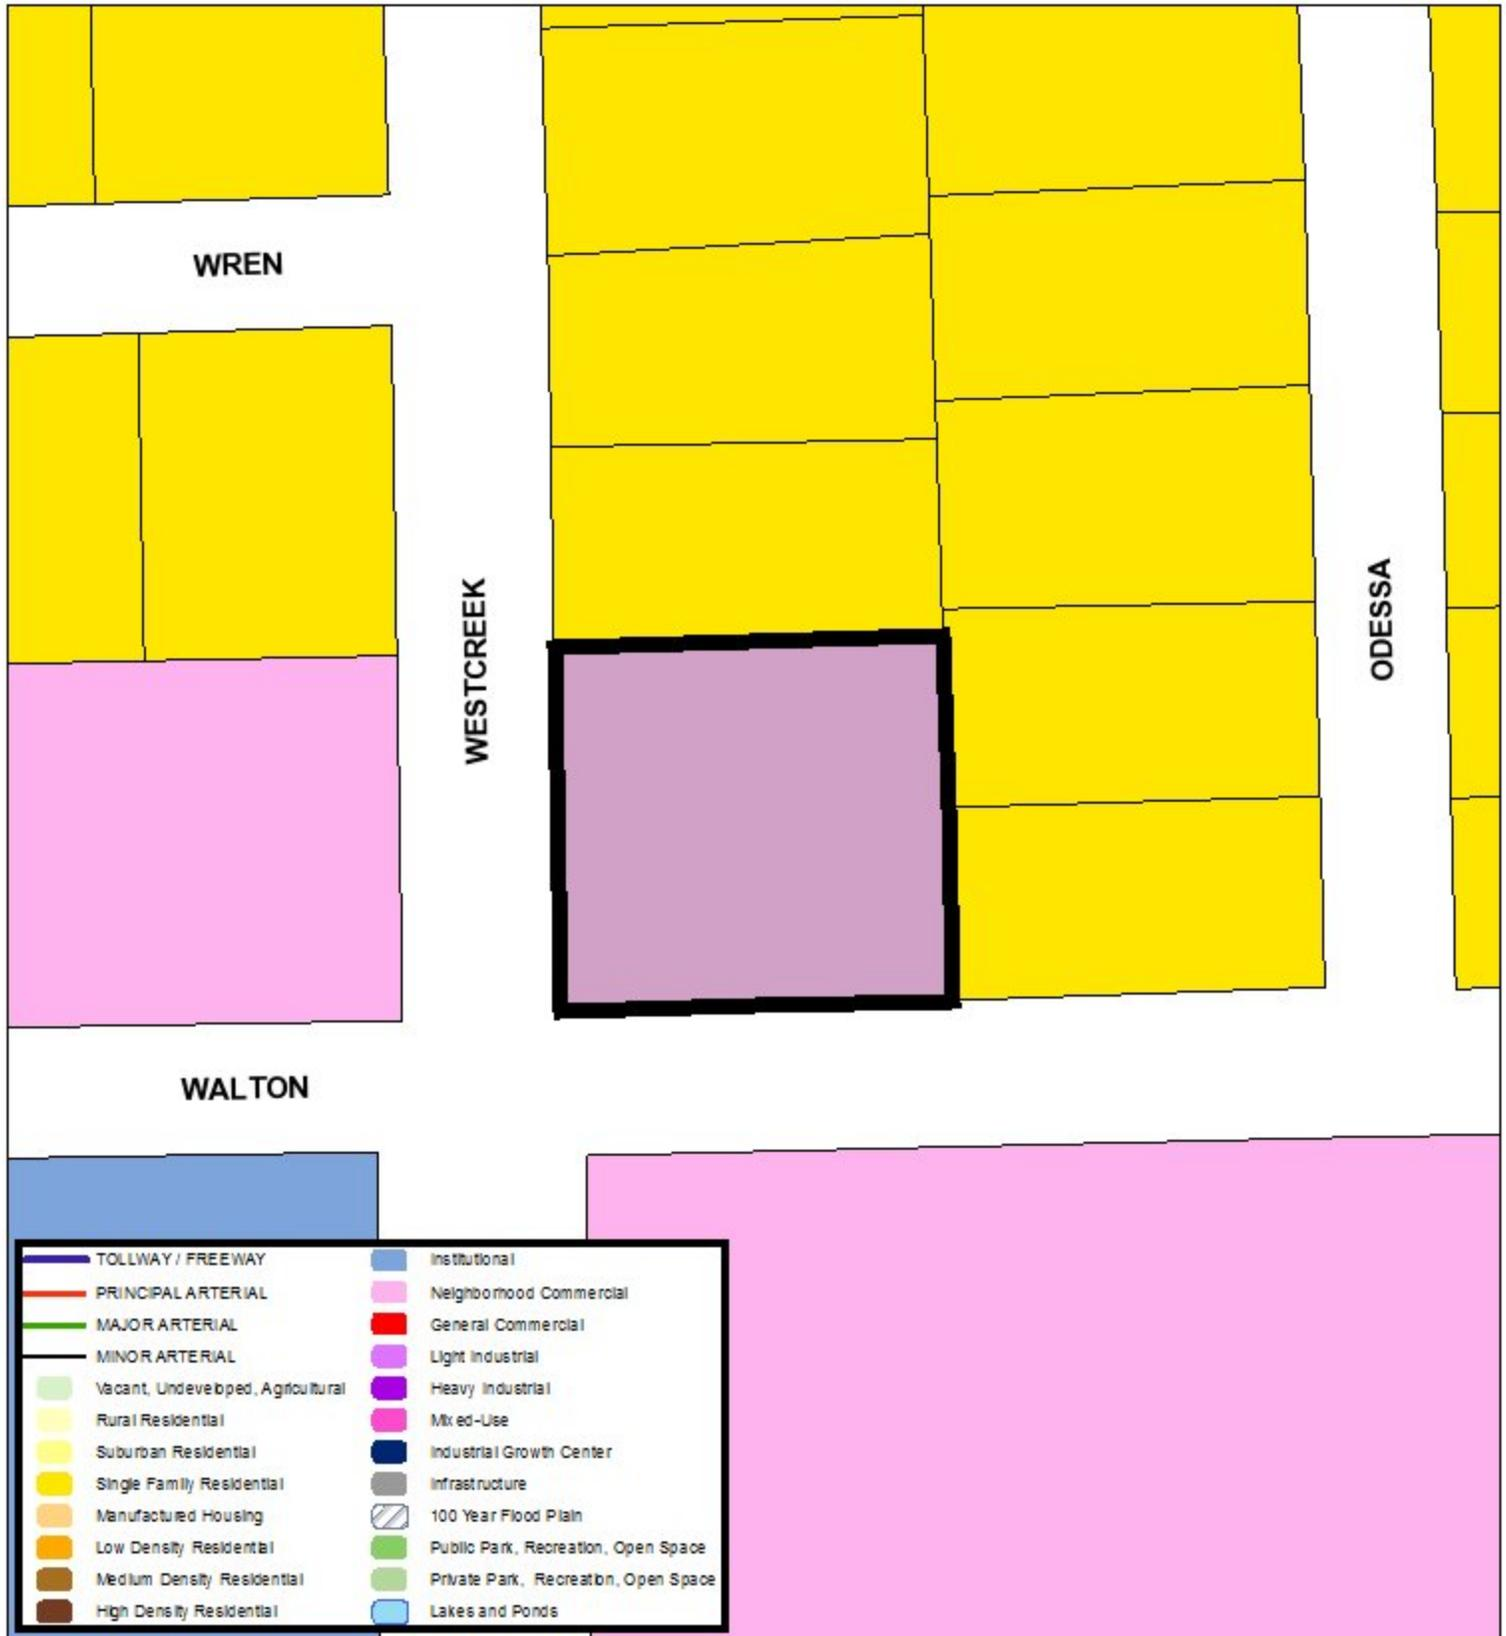 WREN
WESTCREEK
ODESSA
WALTON
TOLLWAY / FREEWAY
PRINCIPAL ARTERIAL
MAJOR ARTERIAL
MINOR ARTERIAL
Vacant, Undeveloped, Agricultural
Rural Residential
Suburban Residential
Single Family Residential
Manufactured Housing
Low Density Residential
Medium Density Residential
High Density Residential
Institutional
Neighborhood Commercial
General Commercial
Light Industrial
Heavy Industrial
Mixed-Use
Industrial Growth Center
Infrastructure
100 Year Flood Plain
Public Park, Recreation, Open Space
Private Park, Recreation, Open Space
Lakes and Ponds